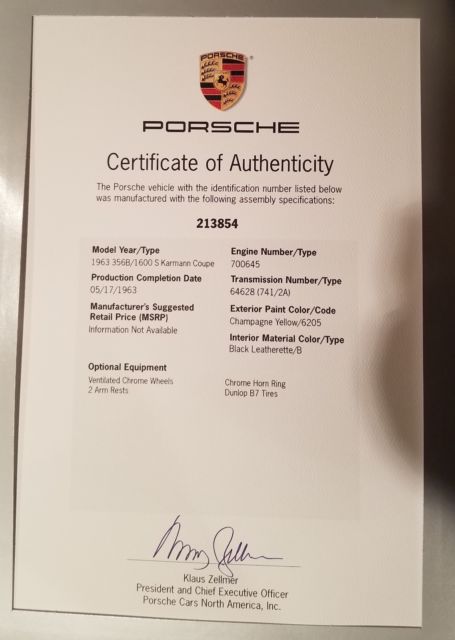 PORSCHE
PORSCHE
Certificate of Authenticity
The Porsche vehicle with the identification number listed below
was manufactured with the following assembly specifications:
213854
Model Year/Type
1963 356B/1600 S Karmann Coupe
Production Completion Date
05/17/1963
Manufacturer's Suggested
Retail Price (MSRP)
Information Not Available
Engine Number/Type
700645
Transmission Number/Type
64628 (741/2A)
Exterior Paint Color/Code
Champagne Yellow/6205
Interior Material Color/Type
Black Leatherette/B
Optional Equipment
Ventilated Chrome Wheels
2 Arm Rests
Chrome Horn Ring
Dunlop B7 Tires
Klaus Zellmer
President and Chief Executive Officer
Porsche Cars North America, Inc.